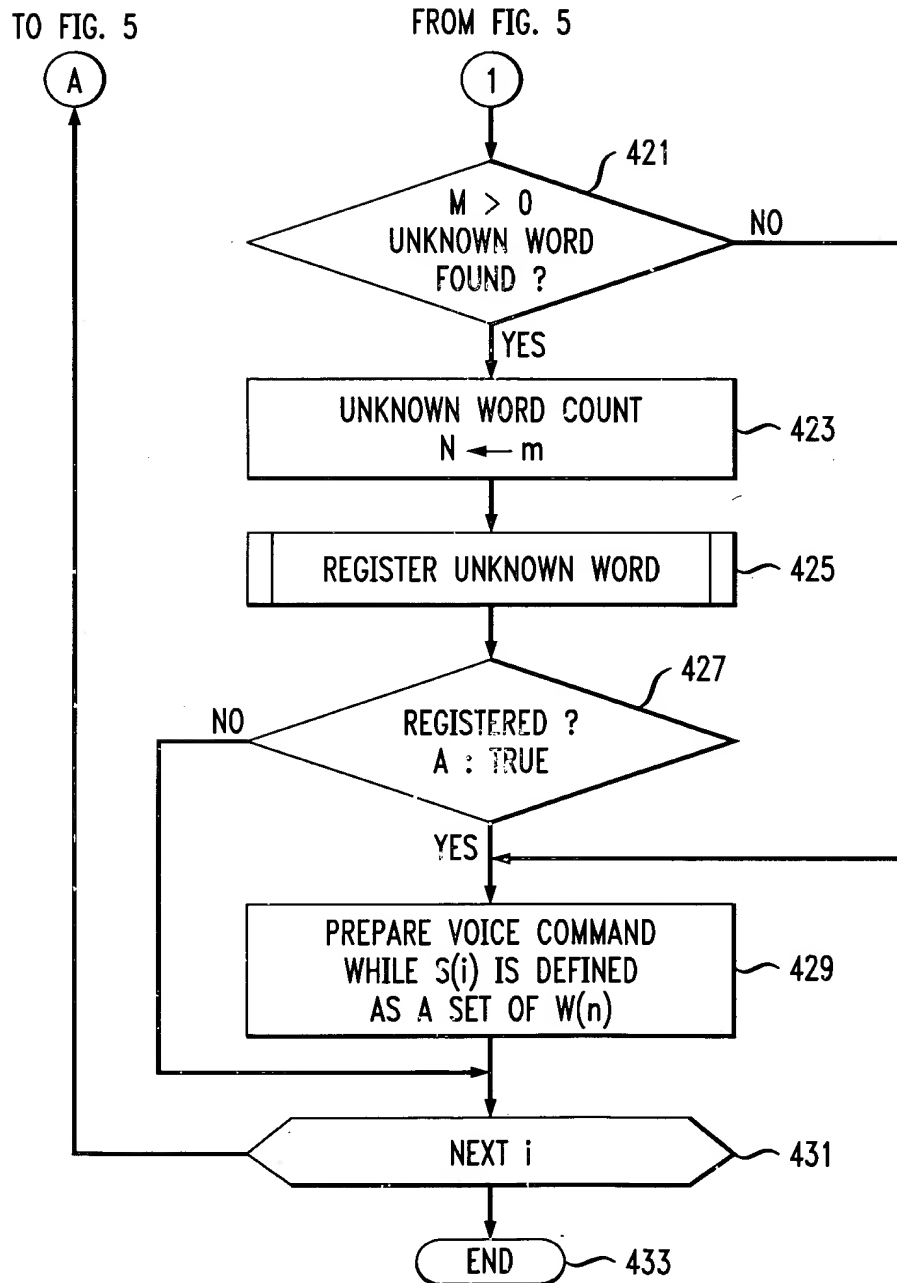 TO FIG. 5
FROM FIG. 5
A
1
421
M > 0
UNKNOWN WORD
FOUND ?
NO
YES
UNKNOWN WORD COUNT
N ← m
423
REGISTER UNKNOWN WORD
425
427
NO
REGISTERED ?
A : TRUE
YES
PREPARE VOICE COMMAND
WHILE S(i) IS DEFINED
AS A SET OF W(n)
429
NEXT i
431
END
433